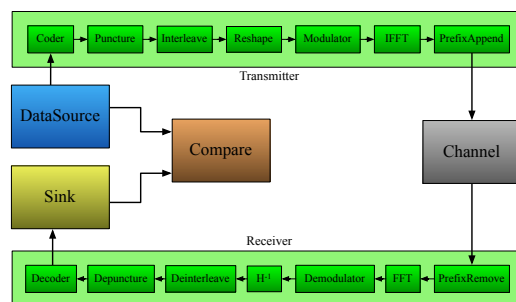 Coder Puncture Interleave Reshape Modulator IFFT PrefixAppend
Transmitter
DataSource
Compare
Channel
Sink
Receiver
Decoder Depuncture Deinterleave H⁻¹ Demodulator FFT PrefixRemove